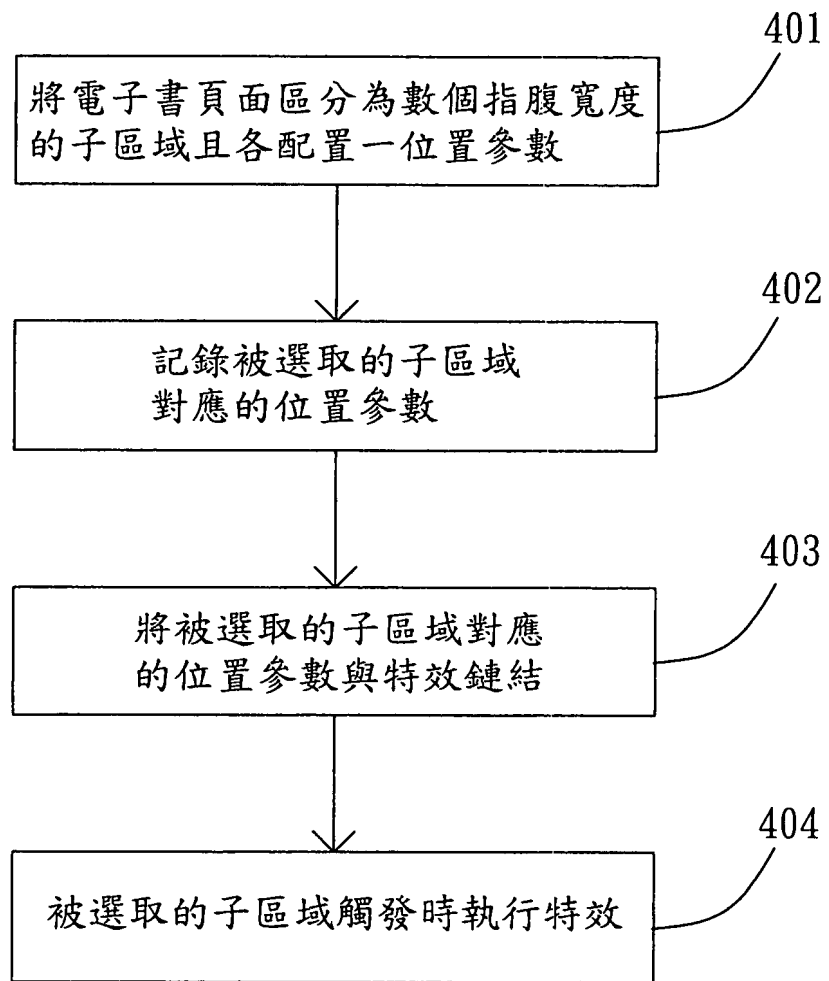 401
將電子書頁面區分為數個指腹寬度
的子區域且各配置一位置參數
402
記錄被選取的子區域
對應的位置參數
403
將被選取的子區域對應
的位置參數與特效鏈結
404
被選取的子區域觸發時執行特效